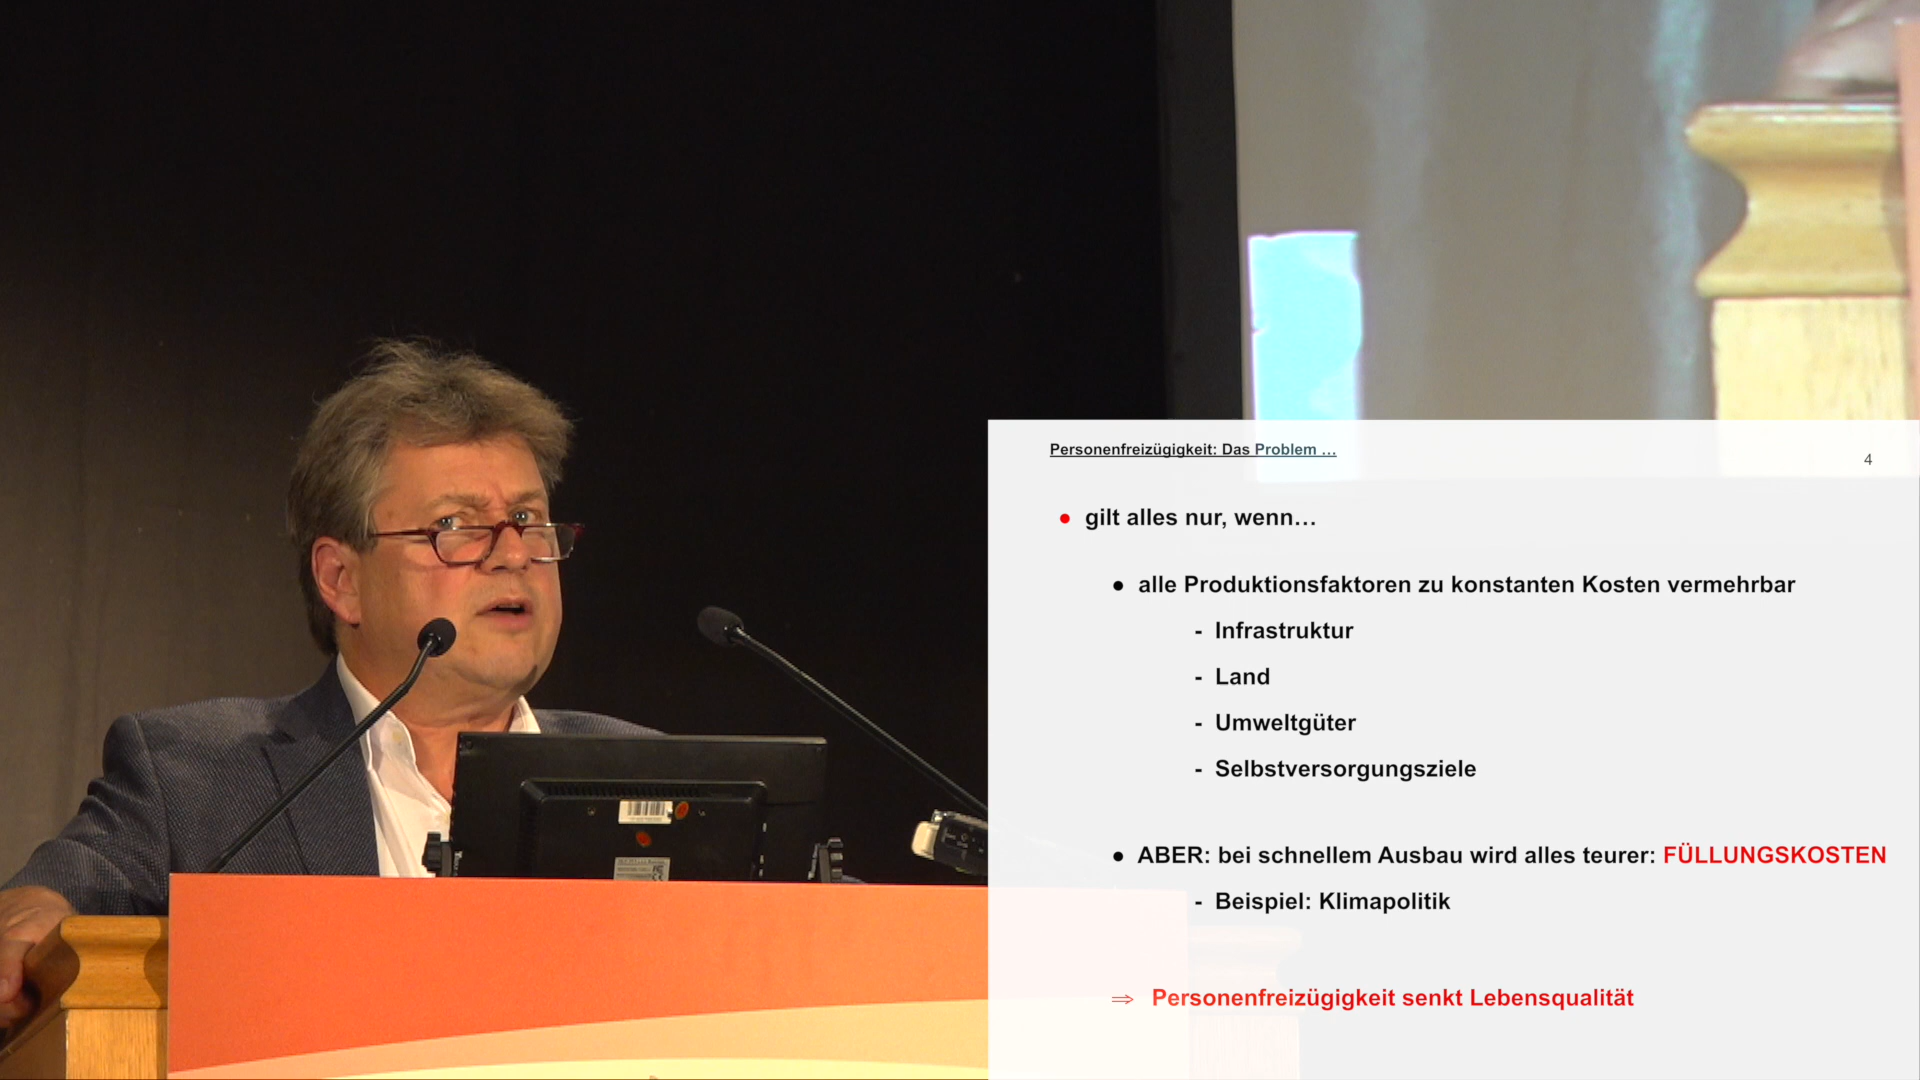 Personenfreizügigkeit: Das Problem …
4
● gilt alles nur, wenn…
● alle Produktionsfaktoren zu konstanten Kosten vermehrbar
- Infrastruktur
- Land
- Umweltgüter
- Selbstversorgungsziele
● ABER: bei schnellem Ausbau wird alles teurer: FÜLLUNGSKOSTEN
- Beispiel: Klimapolitik
⇒ Personenfreizügigkeit senkt Lebensqualität